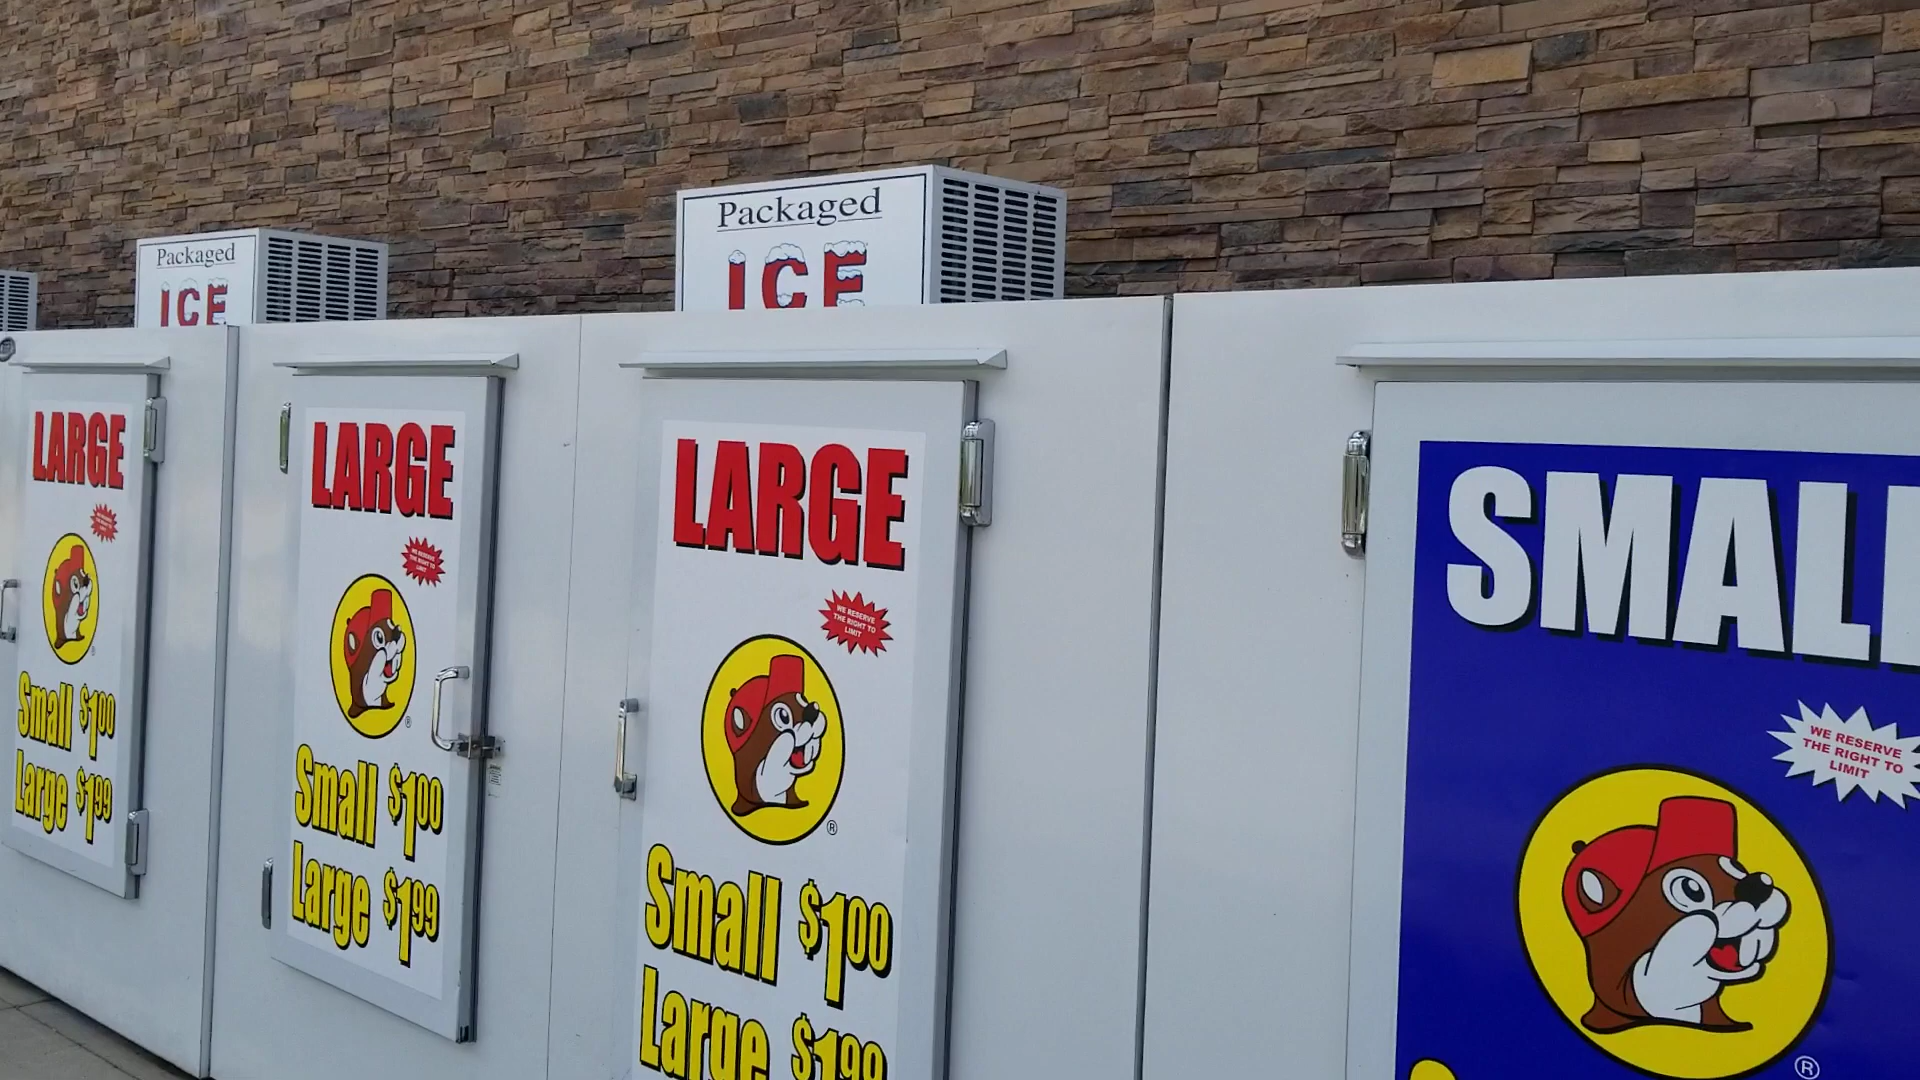 Packaged
ICE
Packaged
ICE
LARGE
Small $1.00
Large $1.99
LARGE
WE RESERVE
THE RIGHT TO
LIMIT
®
Small $1.00
Large $1.99
LARGE
WE RESERVE
THE RIGHT TO
LIMIT
®
Small $1.00
Large $1.99
SMALL
WE RESERVE
THE RIGHT TO
LIMIT
®